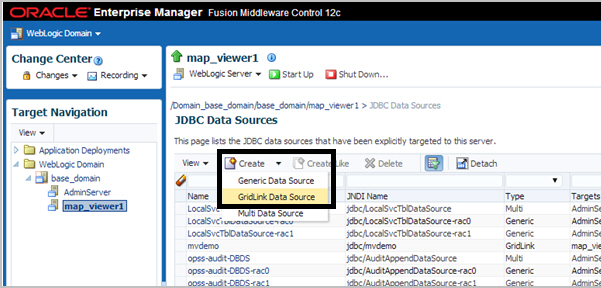 ORACLE Enterprise Manager Fusion Middleware Control 12c
WebLogic Domain
Change Center
Changes Recording
Target Navigation
View
Application Deployments
WebLogic Domain
base_domain
AdminServer
map_viewer1
map_viewer1
WebLogic Server Start Up Shut Down...
/Domain_base_domain/base_domain/map_viewer1 > JDBC Data Sources
JDBC Data Sources
This page lists the JDBC data sources that have been explicitly targeted to this server.
View Create Create Like Delete Detach
Generic Data Source
GridLink Data Source
Multi Data Source
Name JNDI Name Type Targets
LocalSvc jdbc/LocalSvcTblDataSource Multi AdminSe
LocalSvcTblDataSource-rac0 jdbc/LocalSvcTblDataSource-rac0 Generic AdminSe
LocalSvcTblDataSource-rac1 jdbc/LocalSvcTblDataSource-rac1 Generic AdminSe
mvdemo jdbc/mvdemo GridLink map_vie
opss-audit-DBDS jdbc/AuditAppendDataSource Multi AdminSe
opss-audit-DBDS-rac0 jdbc/AuditAppendDataSource-rac0 Generic AdminSe
opss-audit-DBDS-rac1 jdbc/AuditAppendDataSource-rac1 Generic AdminSe